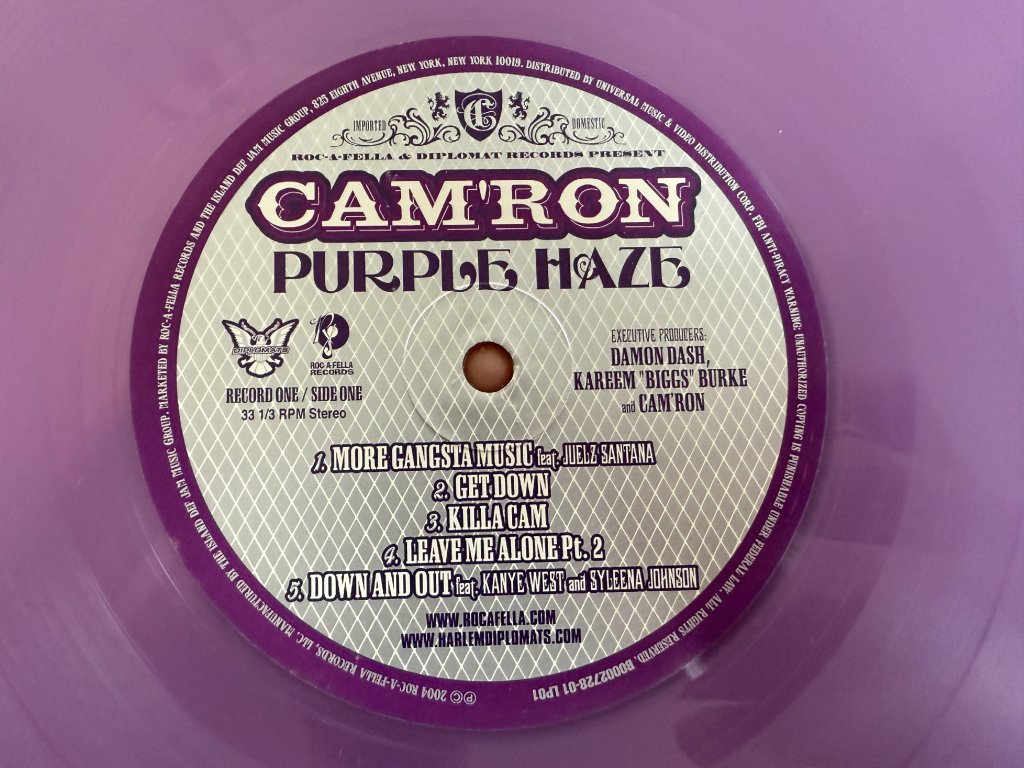 MANUFACTURED BY THE ISLAND DEF JAM MUSIC GROUP. MARKETED BY ROC-A-FELLA RECORDS AND THE ISLAND DEF JAM MUSIC GROUP, 825 EIGHTH AVENUE, NEW YORK, NEW YORK 10019. DISTRIBUTED BY UNIVERSAL MUSIC & VIDEO DISTRIBUTION CORP. FBI ANTI-PIRACY WARNING: UNAUTHORIZED COPYING IS PUNISHABLE UNDER FEDERAL LAW. ALL RIGHTS RESERVED. B0002728-01 LP01
℗© 2004 ROC-A-FELLA RECORDS, LLC.
C
IMPORTED DOMESTIC
ROC-A-FELLA & DIPLOMAT RECORDS PRESENT
CAM'RON
PURPLE HAZE
DIPLOMATS
ROC-A-FELLA
RECORDS
RECORD ONE / SIDE ONE
33 1/3 RPM Stereo
EXECUTIVE PRODUCERS:
DAMON DASH,
KAREEM "BIGGS" BURKE
and CAM'RON
1. MORE GANGSTA MUSIC feat. JUELZ SANTANA
2. GET DOWN
3. KILLA CAM
4. LEAVE ME ALONE Pt. 2
5. DOWN AND OUT feat. KANYE WEST and SYLEENA JOHNSON
WWW.ROCAFELLA.COM
WWW.HARLEMDIPLOMATS.COM